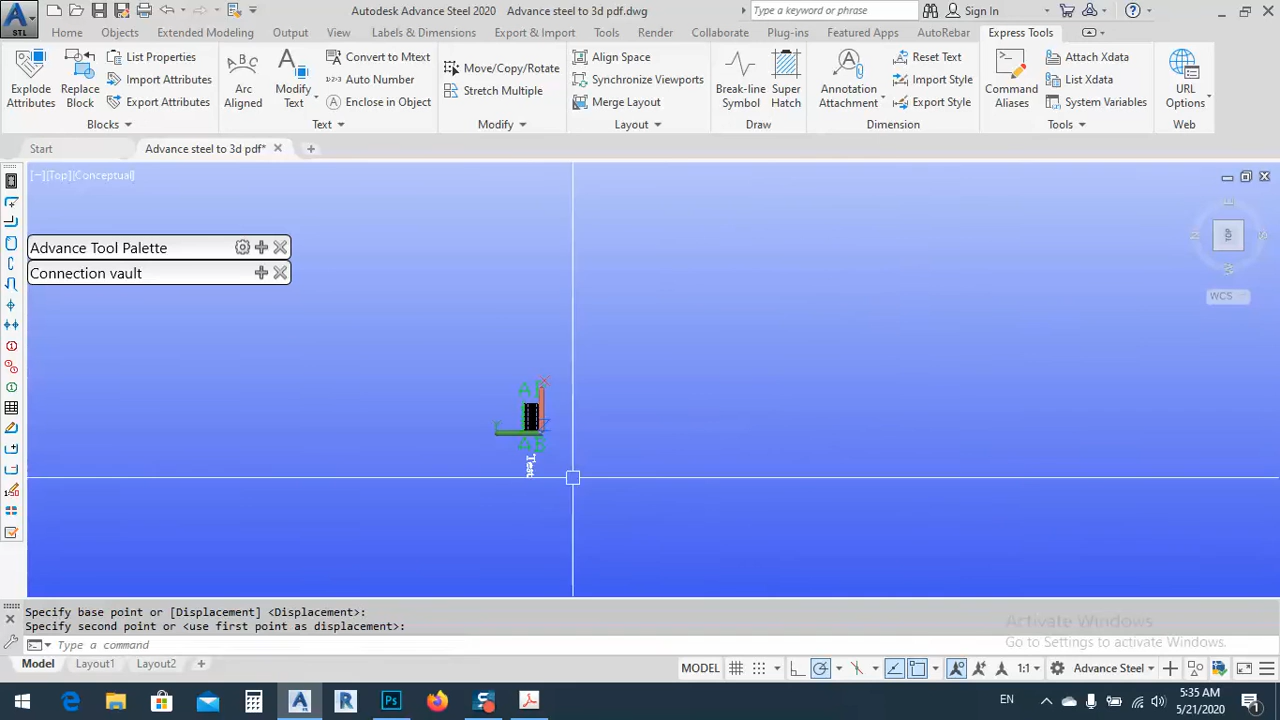 Autodesk Advance Steel 2020 Advance steel to 3d pdf.dwg
Type a keyword or phrase
Sign In
STL
Home Objects Extended Modeling Output View Labels & Dimensions Export & Import Tools Render Collaborate Plug-ins Featured Apps AutoRebar Express Tools
Explode Attributes
Replace Block
List Properties
Import Attributes
Export Attributes
Blocks
ABC
Arc Aligned
Modify Text
Convert to Mtext
1·2·3 Auto Number
Enclose in Object
Text
Move/Copy/Rotate
Stretch Multiple
Modify
Align Space
Synchronize Viewports
Merge Layout
Layout
Break-line Symbol
Super Hatch
Draw
Annotation Attachment
Reset Text
Import Style
Export Style
Dimension
Command Aliases
Attach Xdata
List Xdata
System Variables
Tools
URL Options
Web
Start
Advance steel to 3d pdf*
[−][Top][Conceptual]
Advance Tool Palette
Connection vault
TOP
WCS
Test
Specify base point or [Displacement] <Displacement>:
Specify second point or <use first point as displacement>:
Type a command
Activate Windows
Go to Settings to activate Windows.
Model Layout1 Layout2
MODEL
1:1
Advance Steel
EN
5:35 AM
5/21/2020